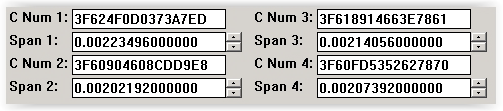 C Num 1: 3F624F0D0373A7ED C Num 3: 3F618914663E7861
Span 1: 0.00223496000000 Span 3: 0.00214056000000
C Num 2: 3F60904608CDD9E8 C Num 4: 3F60FD5352627870
Span 2: 0.00202192000000 Span 4: 0.00207392000000